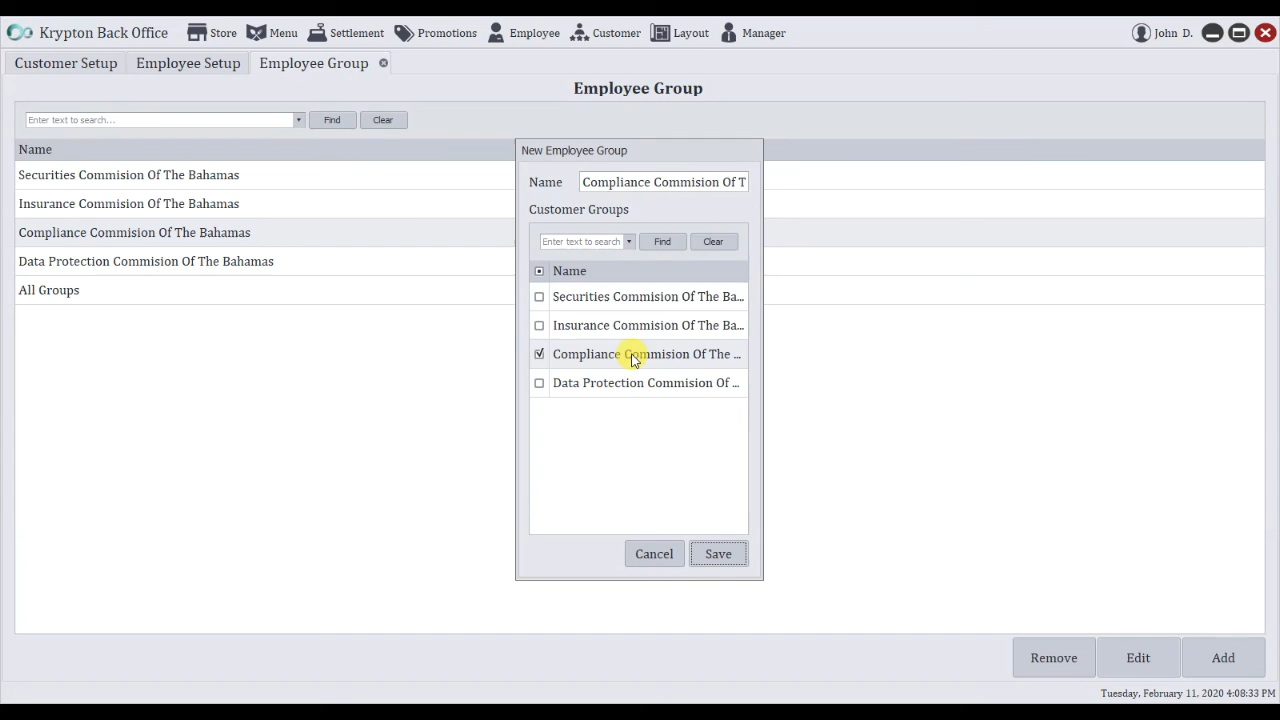 Krypton Back Office
Store
Menu
Settlement
Promotions
Employee
Customer
Layout
Manager
John D.
Customer Setup
Employee Setup
Employee Group
Employee Group
Enter text to search...
Find
Clear
Name
Securities Commision Of The Bahamas
Insurance Commision Of The Bahamas
Compliance Commision Of The Bahamas
Data Protection Commision Of The Bahamas
All Groups
New Employee Group
Name
Compliance Commision Of T
Customer Groups
Enter text to search
Find
Clear
Name
Securities Commision Of The Ba...
Insurance Commision Of The Ba...
Compliance Commision Of The ...
Data Protection Commision Of ...
Cancel
Save
Remove
Edit
Add
Tuesday, February 11, 2020 4:08:33 PM